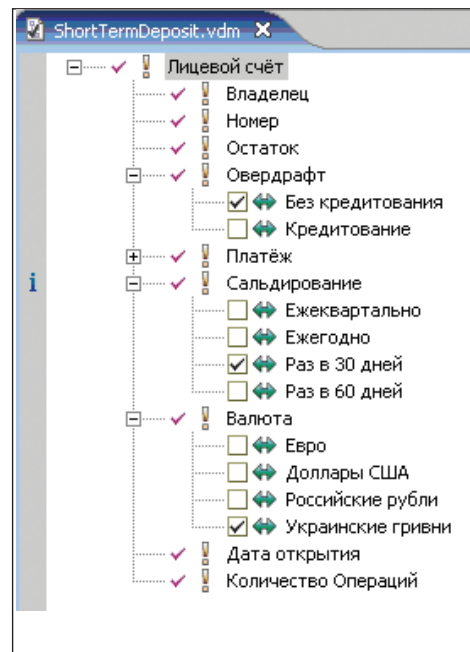 ShortTermDeposit.vdm
Лицевой счёт
Владелец
Номер
Остаток
Овердрафт
Без кредитования
Кредитование
Платёж
Сальдирование
Ежеквартально
Ежегодно
Раз в 30 дней
Раз в 60 дней
Валюта
Евро
Доллары США
Российские рубли
Украинские гривни
Дата открытия
Количество Операций